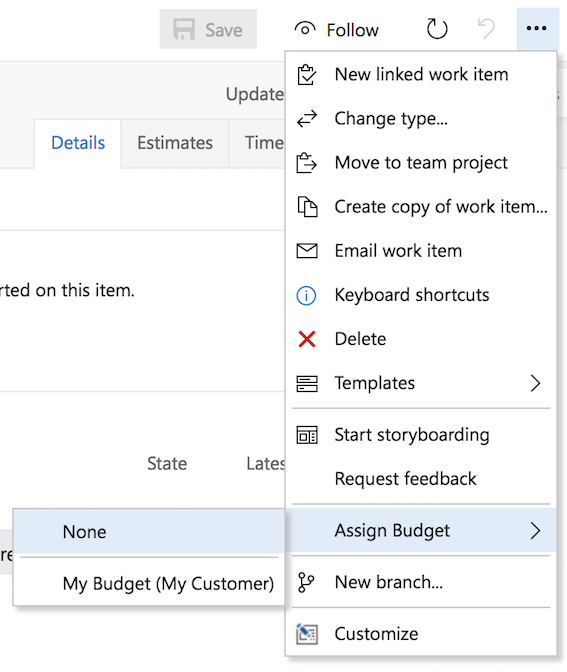 Save
Follow
Update
Details
Estimates
Time
New linked work item
Change type...
Move to team project
Create copy of work item...
Email work item
Keyboard shortcuts
Delete
Templates
Start storyboarding
Request feedback
Assign Budget
New branch...
Customize
rted on this item.
State
Lates
re
None
My Budget (My Customer)